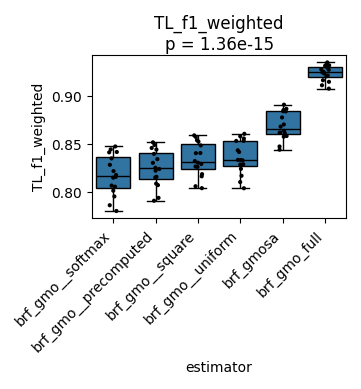 TL_f1_weighted
p = 1.36e-15
TL_f1_weighted
0.90
0.85
0.80
brf_gmo__softmax
brf_gmo__precomputed
brf_gmo__square
brf_gmo__uniform
brf_gmosa
brf_gmo_full
estimator